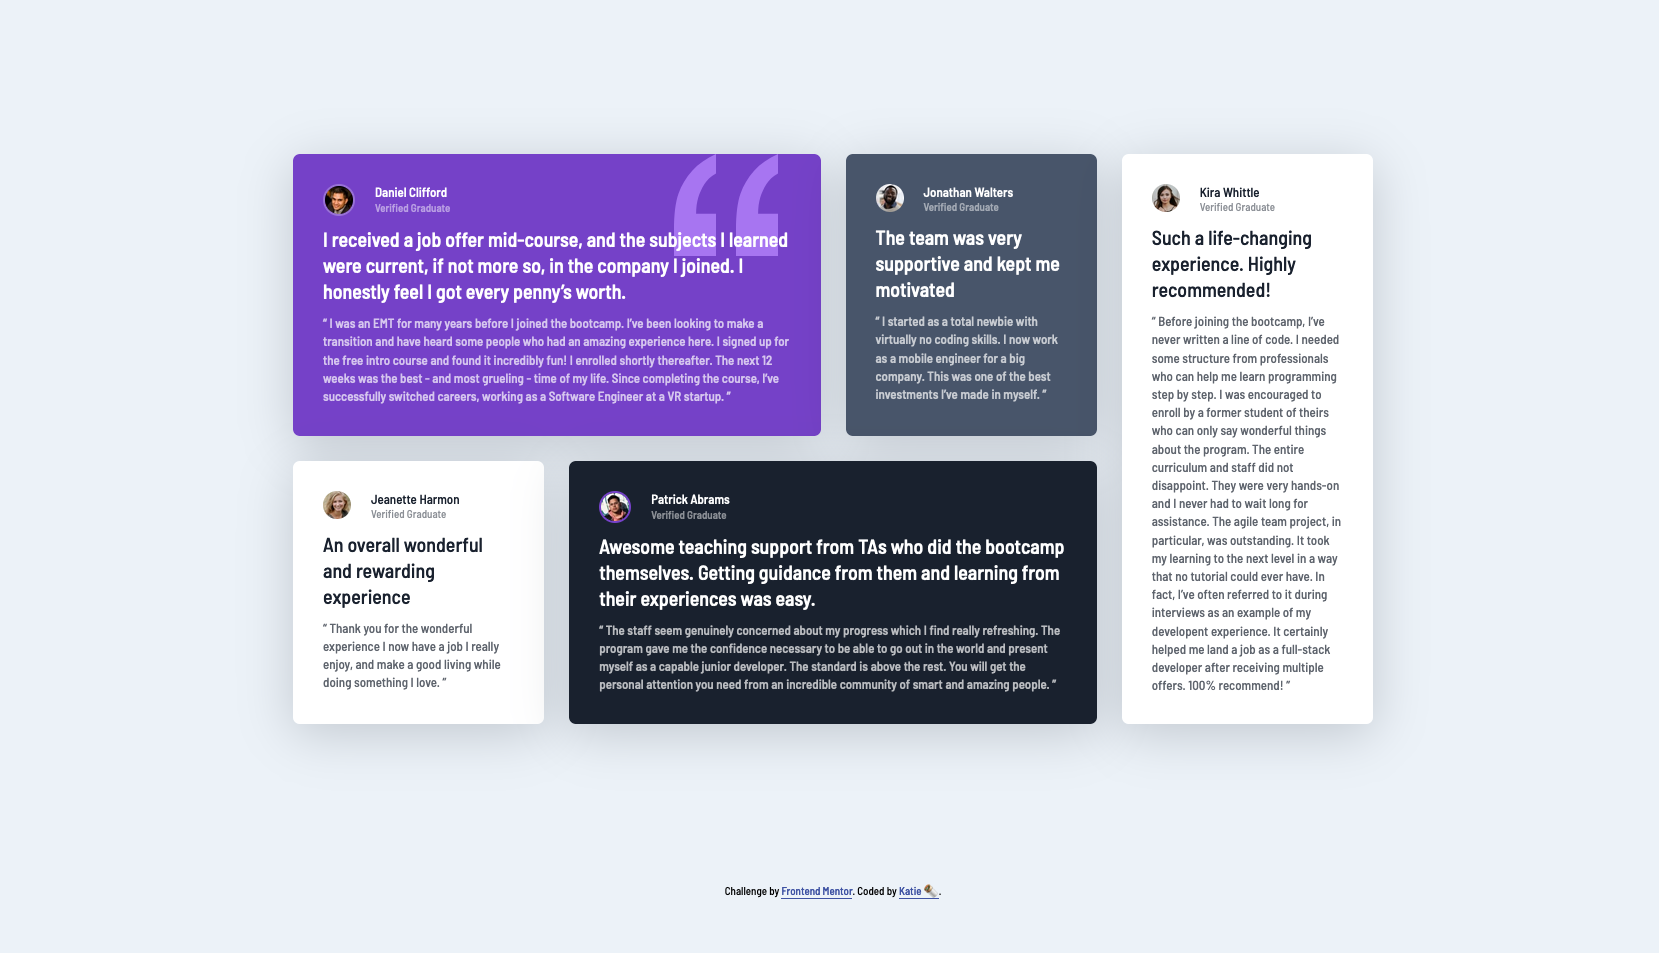 Daniel Clifford
Verified Graduate
I received a job offer mid-course, and the subjects I learned
were current, if not more so, in the company I joined. I
honestly feel I got every penny’s worth.
“ I was an EMT for many years before I joined the bootcamp. I’ve been looking to make a
transition and have heard some people who had an amazing experience here. I signed up for
the free intro course and found it incredibly fun! I enrolled shortly thereafter. The next 12
weeks was the best - and most grueling - time of my life. Since completing the course, I’ve
successfully switched careers, working as a Software Engineer at a VR startup. ”
Jonathan Walters
Verified Graduate
The team was very
supportive and kept me
motivated
“ I started as a total newbie with
virtually no coding skills. I now work
as a mobile engineer for a big
company. This was one of the best
investments I’ve made in myself. ”
Kira Whittle
Verified Graduate
Such a life-changing
experience. Highly
recommended!
“ Before joining the bootcamp, I’ve
never written a line of code. I needed
some structure from professionals
who can help me learn programming
step by step. I was encouraged to
enroll by a former student of theirs
who can only say wonderful things
about the program. The entire
curriculum and staff did not
disappoint. They were very hands-on
and I never had to wait long for
assistance. The agile team project, in
particular, was outstanding. It took
my learning to the next level in a way
that no tutorial could ever have. In
fact, I’ve often referred to it during
interviews as an example of my
developent experience. It certainly
helped me land a job as a full-stack
developer after receiving multiple
offers. 100% recommend! ”
Jeanette Harmon
Verified Graduate
An overall wonderful
and rewarding
experience
“ Thank you for the wonderful
experience I now have a job I really
enjoy, and make a good living while
doing something I love. ”
Patrick Abrams
Verified Graduate
Awesome teaching support from TAs who did the bootcamp
themselves. Getting guidance from them and learning from
their experiences was easy.
“ The staff seem genuinely concerned about my progress which I find really refreshing. The
program gave me the confidence necessary to be able to go out in the world and present
myself as a capable junior developer. The standard is above the rest. You will get the
personal attention you need from an incredible community of smart and amazing people. ”
Challenge by Frontend Mentor. Coded by Katie 🌯.